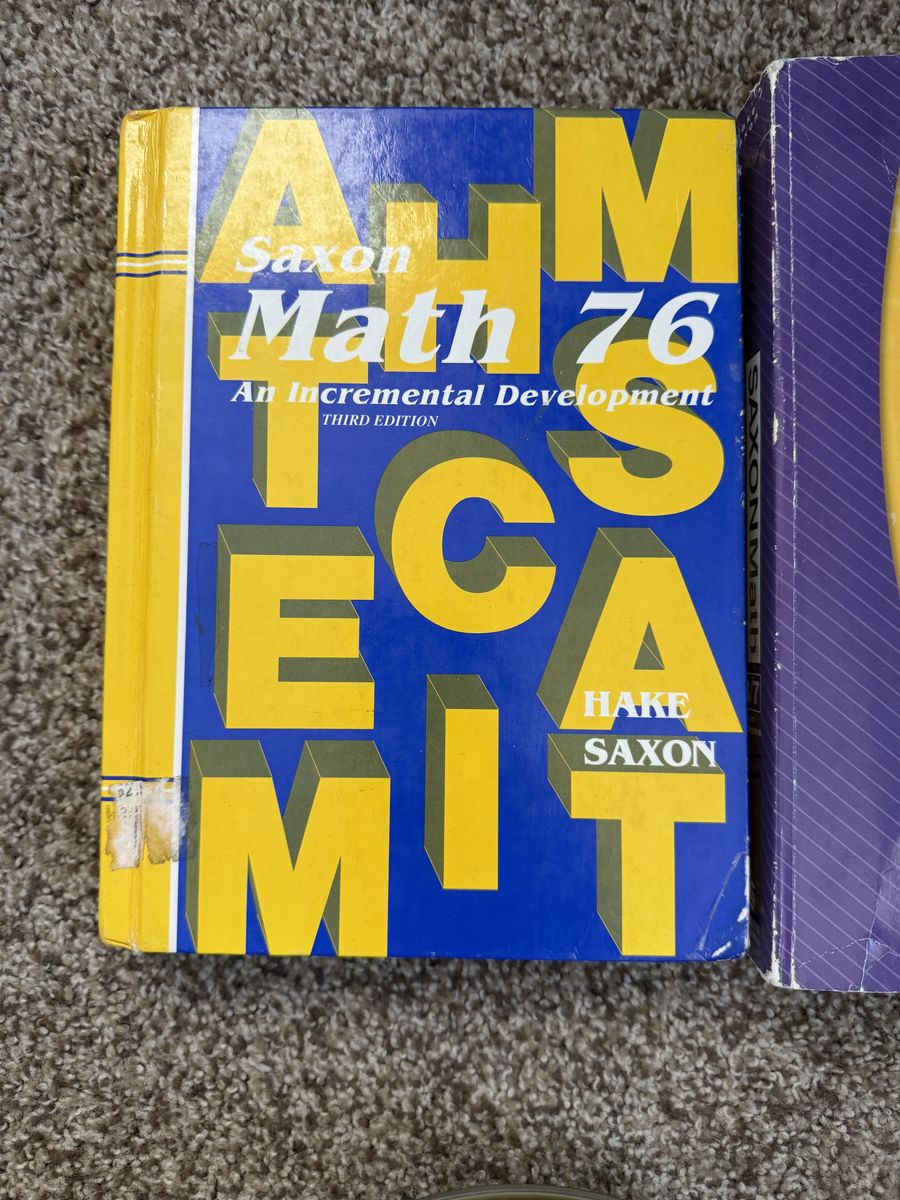 Saxon
Math 76
An Incremental Development
THIRD EDITION
HAKE
SAXON
A H M
T S
C
E A
I
M T
SAXON Math